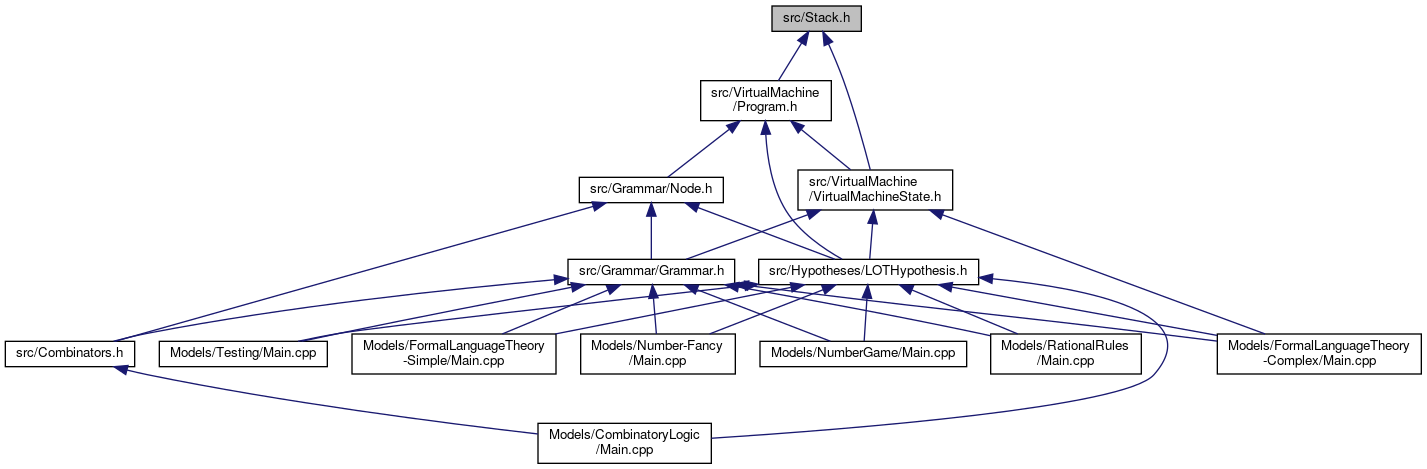 src/Stack.h
src/VirtualMachine
/Program.h
src/Grammar/Node.h
src/VirtualMachine
/VirtualMachineState.h
src/Grammar/Grammar.h
src/Hypotheses/LOTHypothesis.h
src/Combinators.h
Models/Testing/Main.cpp
Models/FormalLanguageTheory
-Simple/Main.cpp
Models/Number-Fancy
/Main.cpp
Models/NumberGame/Main.cpp
Models/RationalRules
/Main.cpp
Models/FormalLanguageTheory
-Complex/Main.cpp
Models/CombinatoryLogic
/Main.cpp